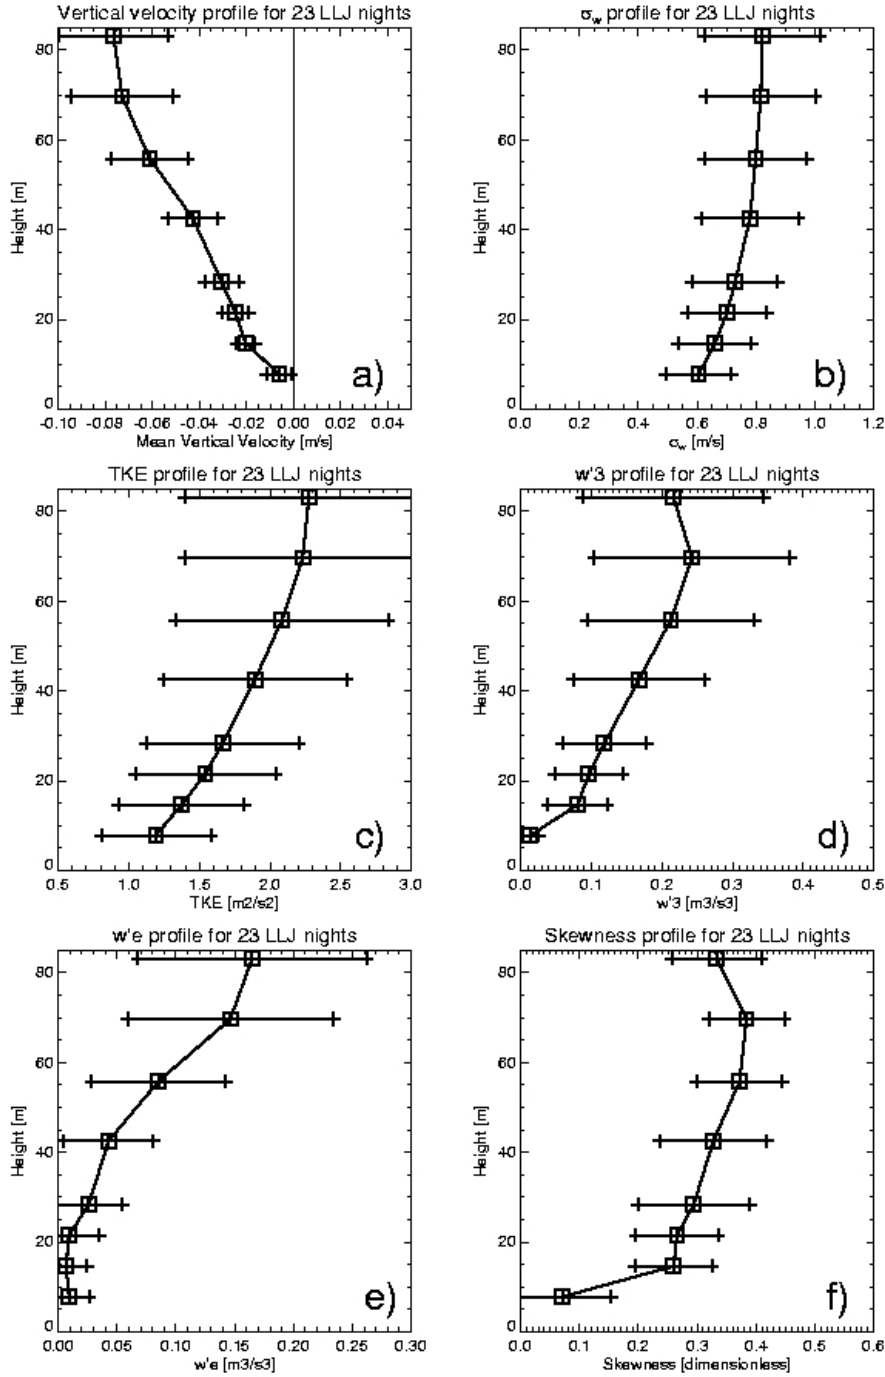 Vertical velocity profile for 23 LLJ nights
80
60
40
20
0
Height [m]
a)
-0.10 -0.08 -0.06 -0.04 -0.02 0.00 0.02 0.04
Mean Vertical Velocity [m/s]
σw profile for 23 LLJ nights
80
60
40
20
0
Height [m]
b)
0.0 0.2 0.4 0.6 0.8 1.0 1.2
σw [m/s]
TKE profile for 23 LLJ nights
80
60
40
20
0
Height [m]
c)
0.5 1.0 1.5 2.0 2.5 3.0
TKE [m2/s2]
w'3 profile for 23 LLJ nights
80
60
40
20
0
Height [m]
d)
0.0 0.1 0.2 0.3 0.4 0.5 0.6
w'3 [m3/s3]
w'e profile for 23 LLJ nights
80
60
40
20
0
Height [m]
e)
0.00 0.05 0.10 0.15 0.20 0.25 0.30
w'e [m3/s3]
Skewness profile for 23 LLJ nights
80
60
40
20
0
Height [m]
f)
0.0 0.1 0.2 0.3 0.4 0.5 0.6
Skewness [dimensionless]